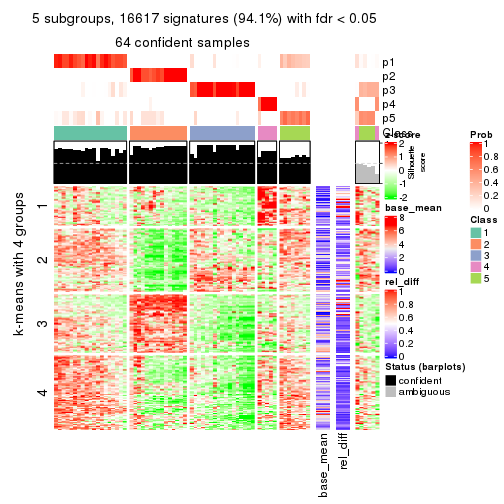 5 subgroups, 16617 signatures (94.1%) with fdr < 0.05
64 confident samples
p1
p2
p3
p4
p5
Class
z-score
2
1
0
-1
-2
Silhouette
score
Prob
1
0.8
0.6
0.4
0.2
0
k-means with 4 groups
1
2
3
4
base_mean
8
6
4
2
0
Class
1
2
3
4
5
rel_diff
1
0.8
0.6
0.4
0.2
0
Status (barplots)
confident
ambiguous
base_mean
rel_diff